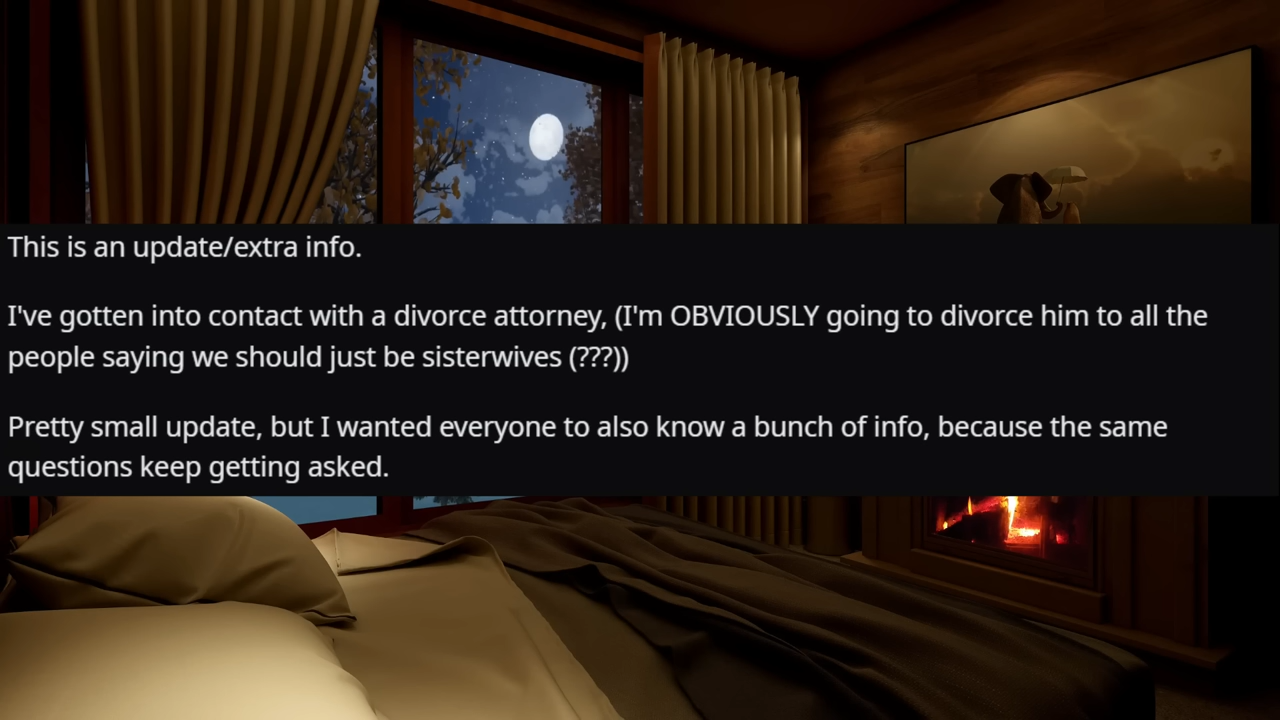 This is an update/extra info.
I've gotten into contact with a divorce attorney, (I'm OBVIOUSLY going to divorce him to all the
people saying we should just be sisterwives (???))
Pretty small update, but I wanted everyone to also know a bunch of info, because the same
questions keep getting asked.